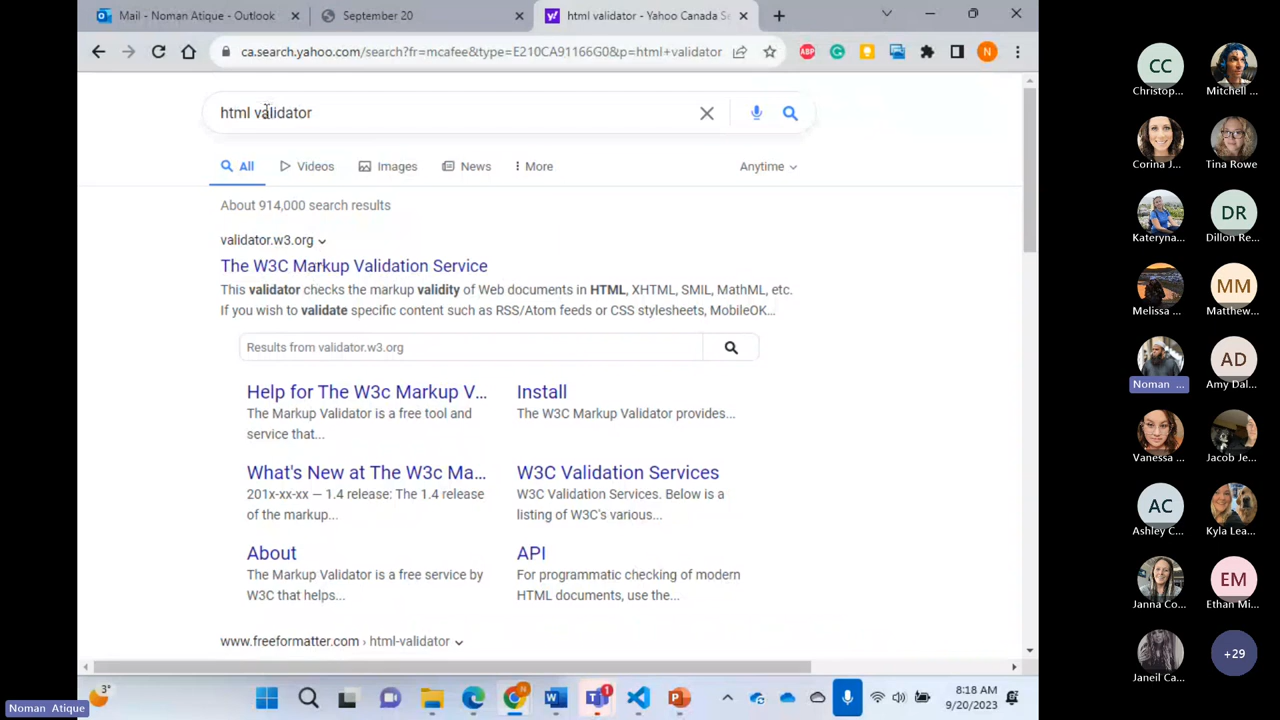 Mail - Noman Atique - Outlook
September 20
html validator - Yahoo Canada Se
ca.search.yahoo.com/search?fr=mcafee&type=E210CA91166G0&p=html+validator
ABP
N
html validator
All
Videos
Images
News
More
Anytime
About 914,000 search results
validator.w3.org
The W3C Markup Validation Service
This validator checks the markup validity of Web documents in HTML, XHTML, SMIL, MathML, etc.
If you wish to validate specific content such as RSS/Atom feeds or CSS stylesheets, MobileOK...
Results from validator.w3.org
Help for The W3c Markup V...
The Markup Validator is a free tool and
service that...
Install
The W3C Markup Validator provides...
What's New at The W3c Ma...
201x-xx-xx — 1.4 release: The 1.4 release
of the markup...
W3C Validation Services
W3C Validation Services. Below is a
listing of W3C's various...
About
The Markup Validator is a free service by
W3C that helps...
API
For programmatic checking of modern
HTML documents, use the...
www.freeformatter.com › html-validator
3°
N
1
8:18 AM
9/20/2023
Noman Atique
CC
Christop...
Mitchell ...
Corina J...
Tina Rowe
Kateryna...
DR
Dillon Re...
Melissa ...
MM
Matthew...
Noman ...
AD
Amy Dal...
Vanessa ...
Jacob Je...
AC
Ashley C...
Kyla Lea...
Janna Co...
EM
Ethan Mi...
Janeil Ca...
+29